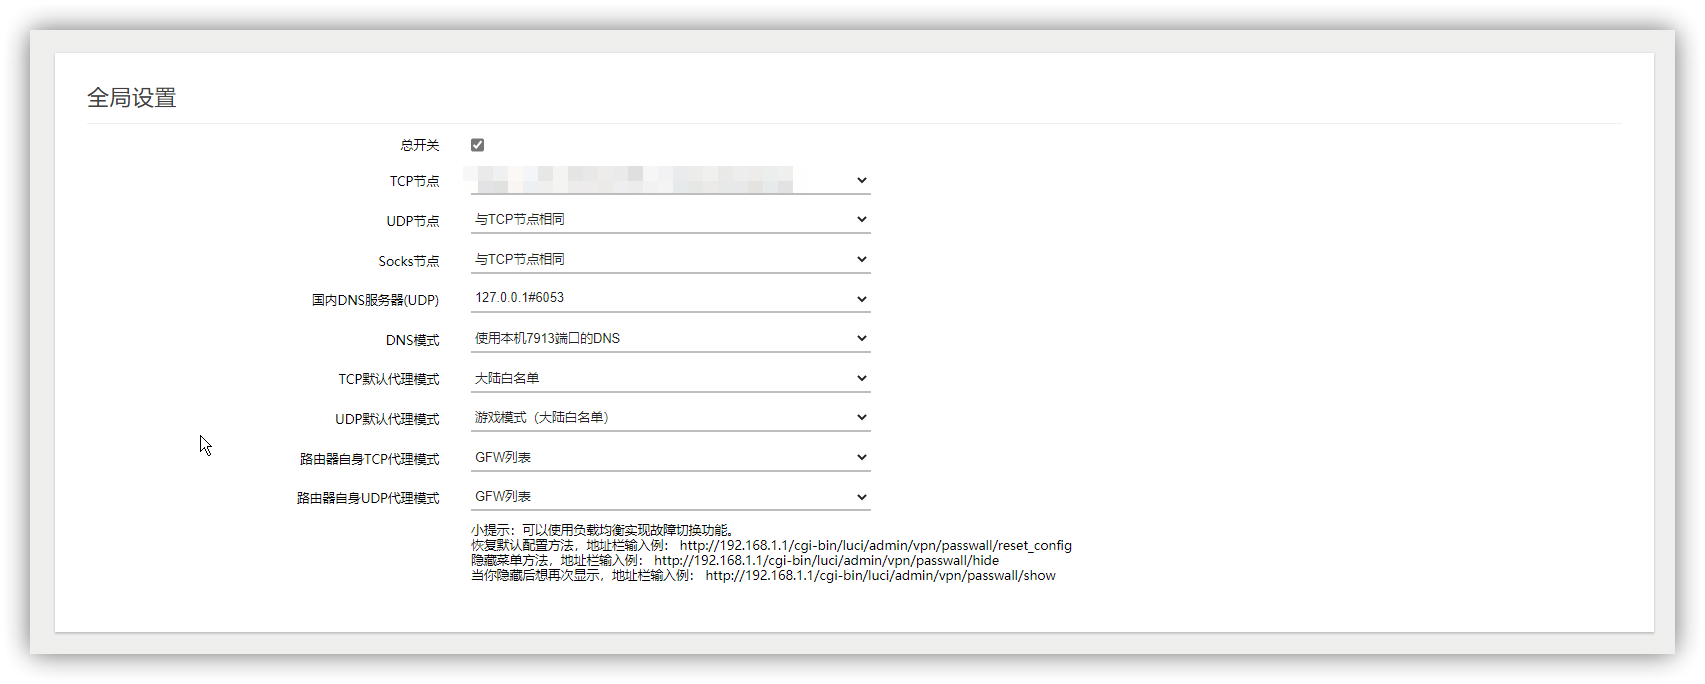 全局设置
总开关
TCP节点
UDP节点 与TCP节点相同
Socks节点 与TCP节点相同
国内DNS服务器(UDP) 127.0.0.1#6053
DNS模式 使用本机7913端口的DNS
TCP默认代理模式 大陆白名单
UDP默认代理模式 游戏模式（大陆白名单）
路由器自身TCP代理模式 GFW列表
路由器自身UDP代理模式 GFW列表
小提示：可以使用负载均衡实现故障切换功能。
恢复默认配置方法，地址栏输入例： http://192.168.1.1/cgi-bin/luci/admin/vpn/passwall/reset_config
隐藏菜单方法，地址栏输入例： http://192.168.1.1/cgi-bin/luci/admin/vpn/passwall/hide
当你隐藏后想再次显示，地址栏输入例： http://192.168.1.1/cgi-bin/luci/admin/vpn/passwall/show